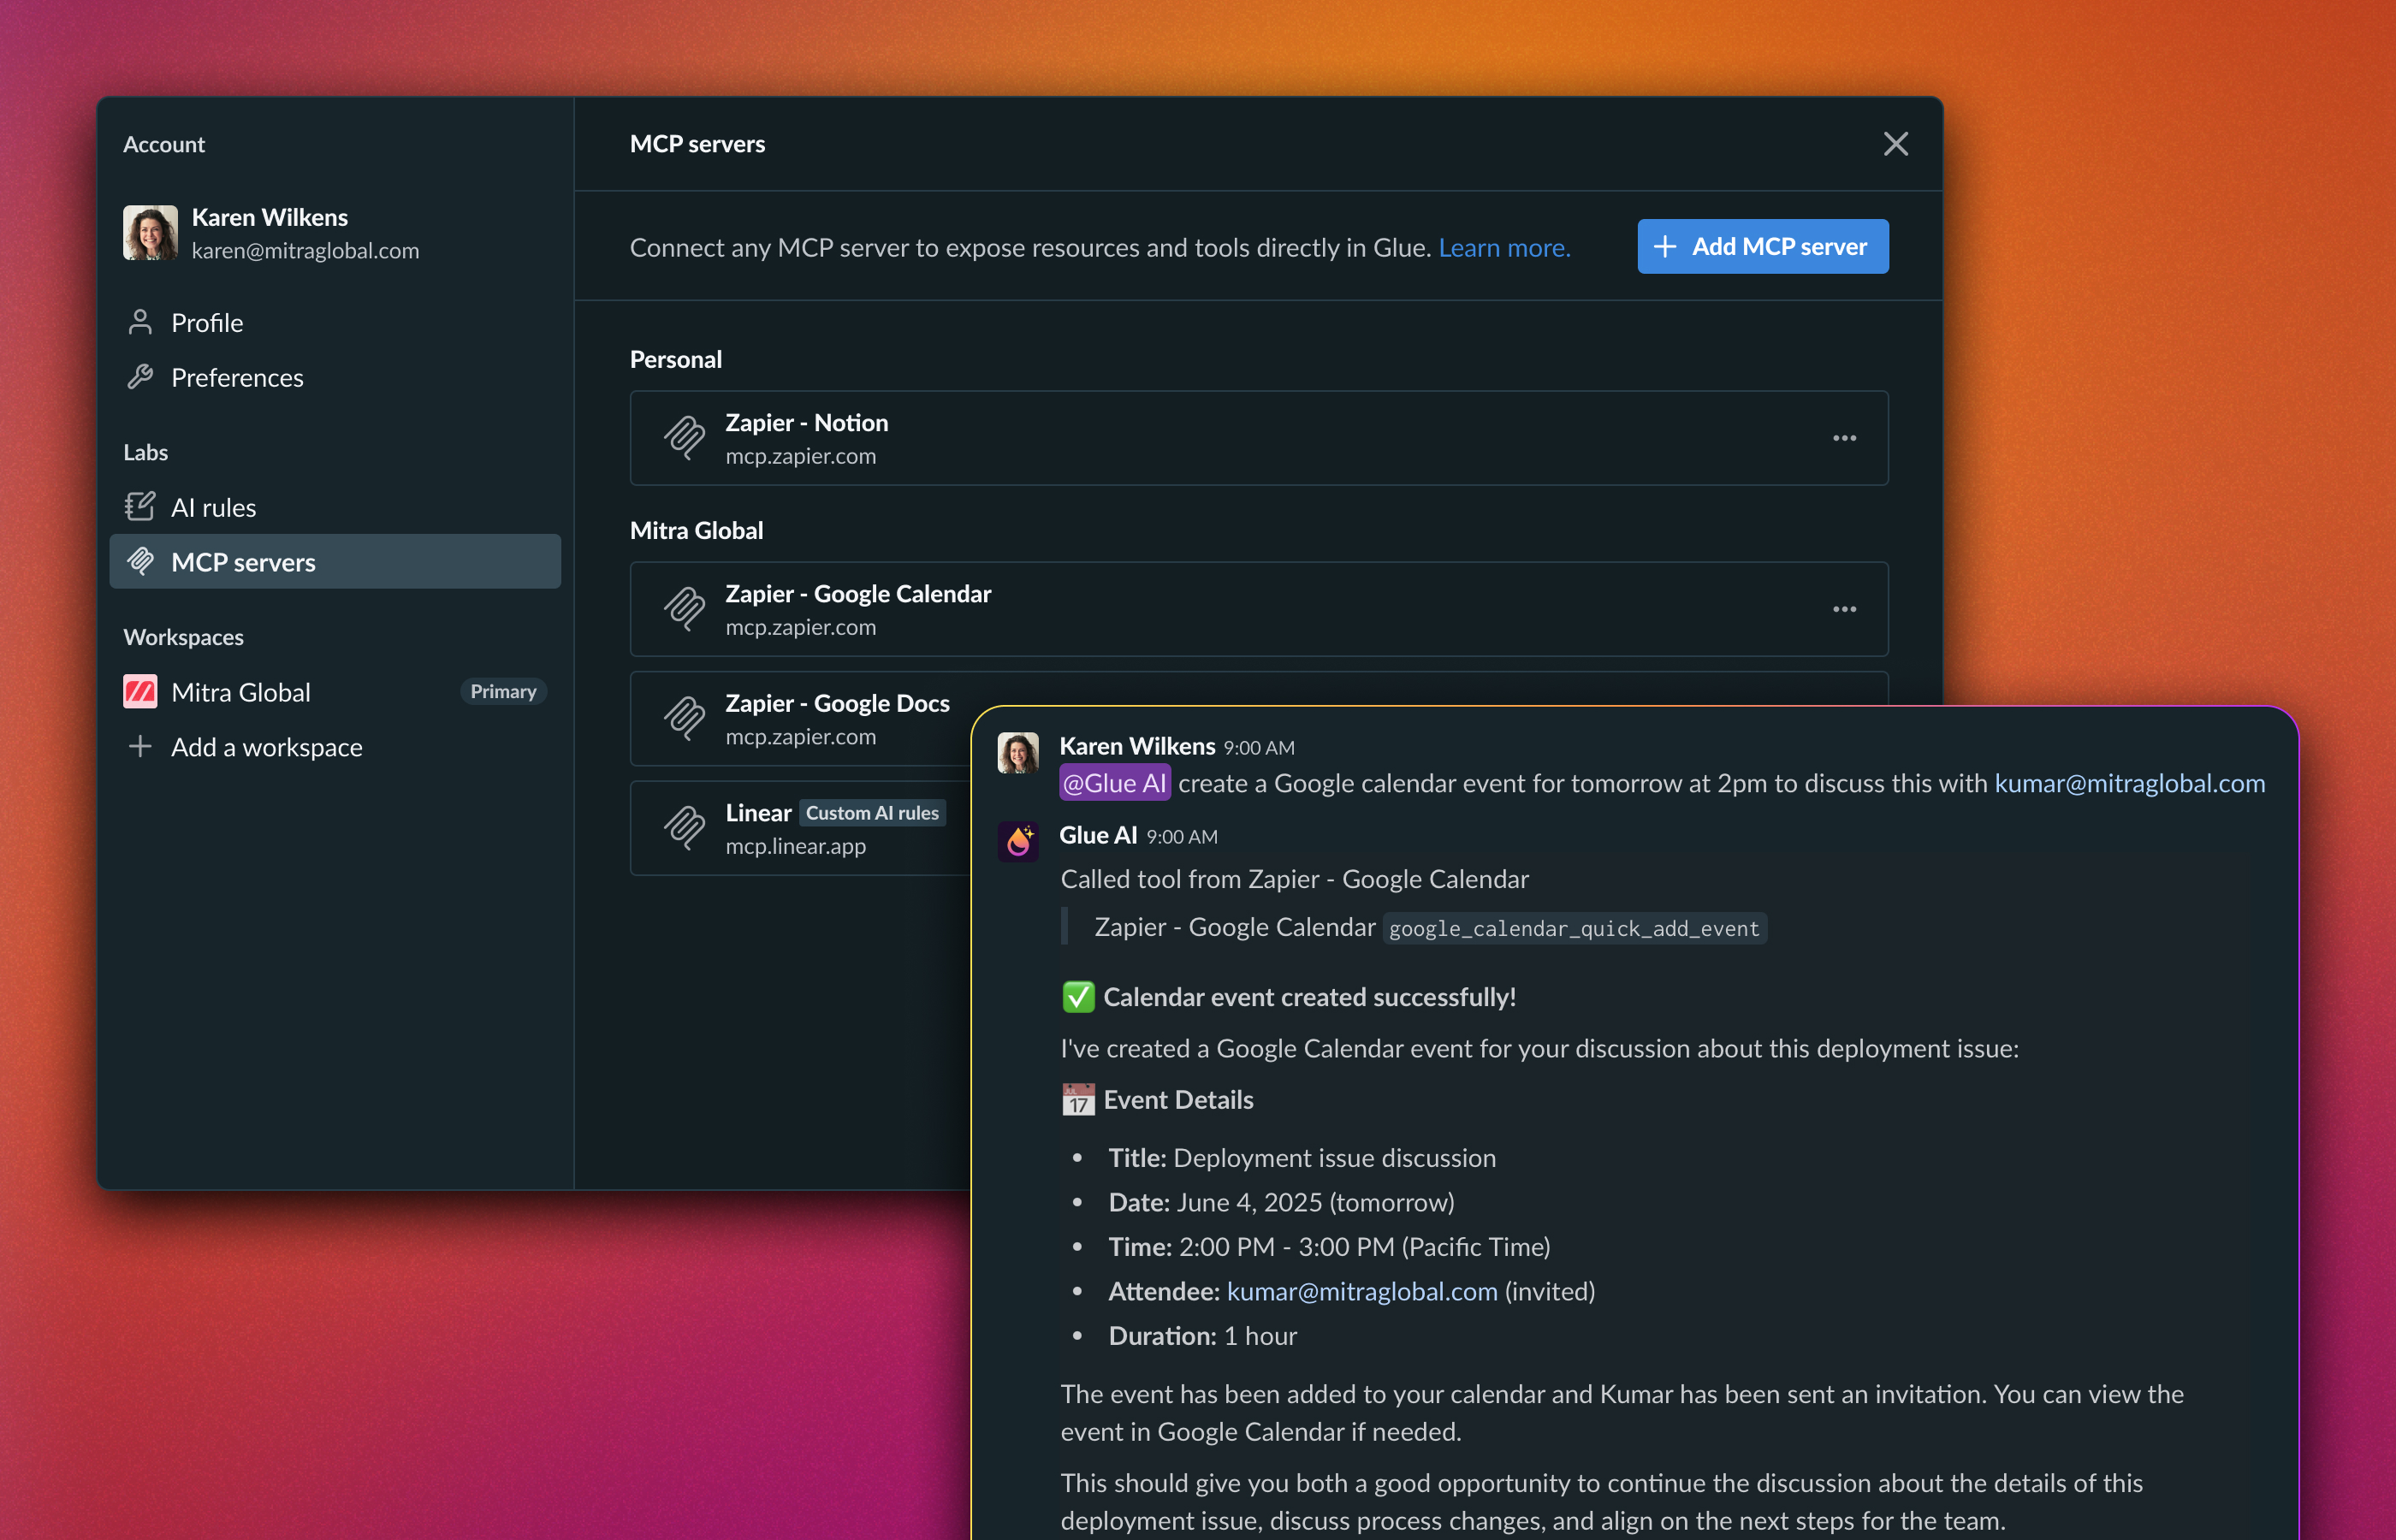 Account
Karen Wilkens
karen@mitraglobal.com
Profile
Preferences
Labs
AI rules
MCP servers
Workspaces
Mitra Global Primary
Add a workspace
MCP servers
Connect any MCP server to expose resources and tools directly in Glue. Learn more.
Add MCP server
Personal
Zapier - Notion
mcp.zapier.com
Mitra Global
Zapier - Google Calendar
mcp.zapier.com
Zapier - Google Docs
mcp.zapier.com
Linear Custom AI rules
mcp.linear.app
Karen Wilkens 9:00 AM
@Glue AI create a Google calendar event for tomorrow at 2pm to discuss this with kumar@mitraglobal.com
Glue AI 9:00 AM
Called tool from Zapier - Google Calendar
Zapier - Google Calendar google_calendar_quick_add_event
✅ Calendar event created successfully!
I've created a Google Calendar event for your discussion about this deployment issue:
📅 Event Details
• Title: Deployment issue discussion
• Date: June 4, 2025 (tomorrow)
• Time: 2:00 PM - 3:00 PM (Pacific Time)
• Attendee: kumar@mitraglobal.com (invited)
• Duration: 1 hour
The event has been added to your calendar and Kumar has been sent an invitation. You can view the
event in Google Calendar if needed.
This should give you both a good opportunity to continue the discussion about the details of this
deployment issue, discuss process changes, and align on the next steps for the team.